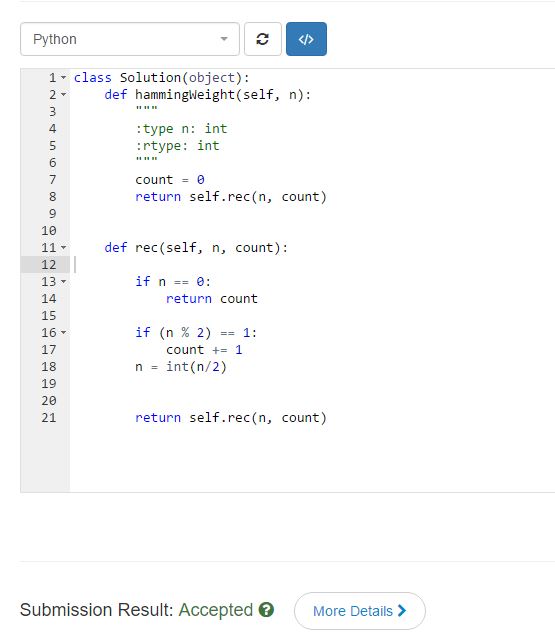 Python
</>
1 class Solution(object):
2 def hammingWeight(self, n):
3 """
4 :type n: int
5 :rtype: int
6 """
7 count = 0
8 return self.rec(n, count)
9
10
11 def rec(self, n, count):
12
13 if n == 0:
14 return count
15
16 if (n % 2) == 1:
17 count += 1
18 n = int(n/2)
19
20
21 return self.rec(n, count)
Submission Result: Accepted ? More Details